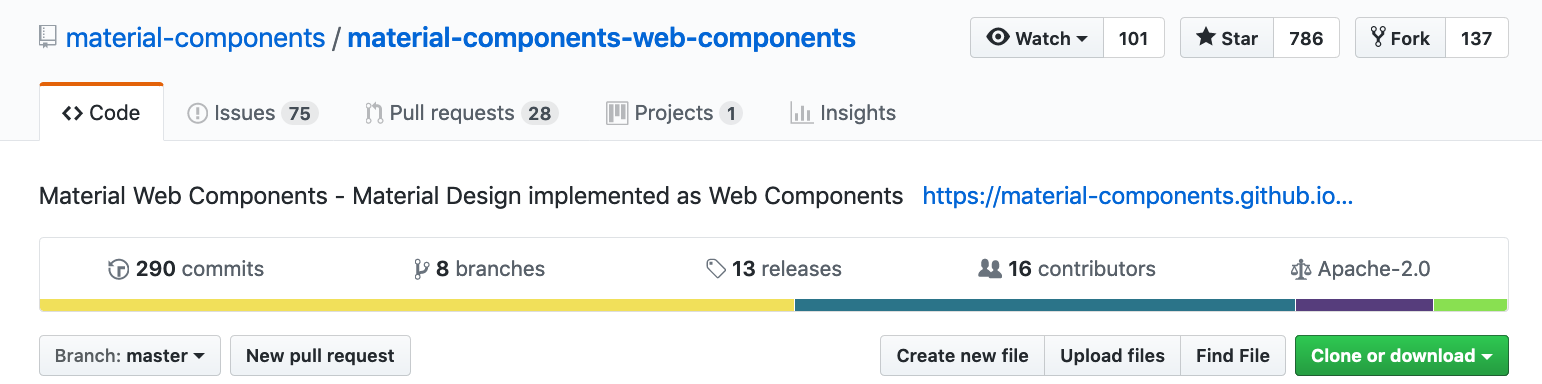 material-components / material-components-web-components Watch 101 Star 786 Fork 137
Code Issues 75 Pull requests 28 Projects 1 Insights
Material Web Components - Material Design implemented as Web Components https://material-components.github.io...
290 commits 8 branches 13 releases 16 contributors Apache-2.0
Branch: master New pull request Create new file Upload files Find File Clone or download